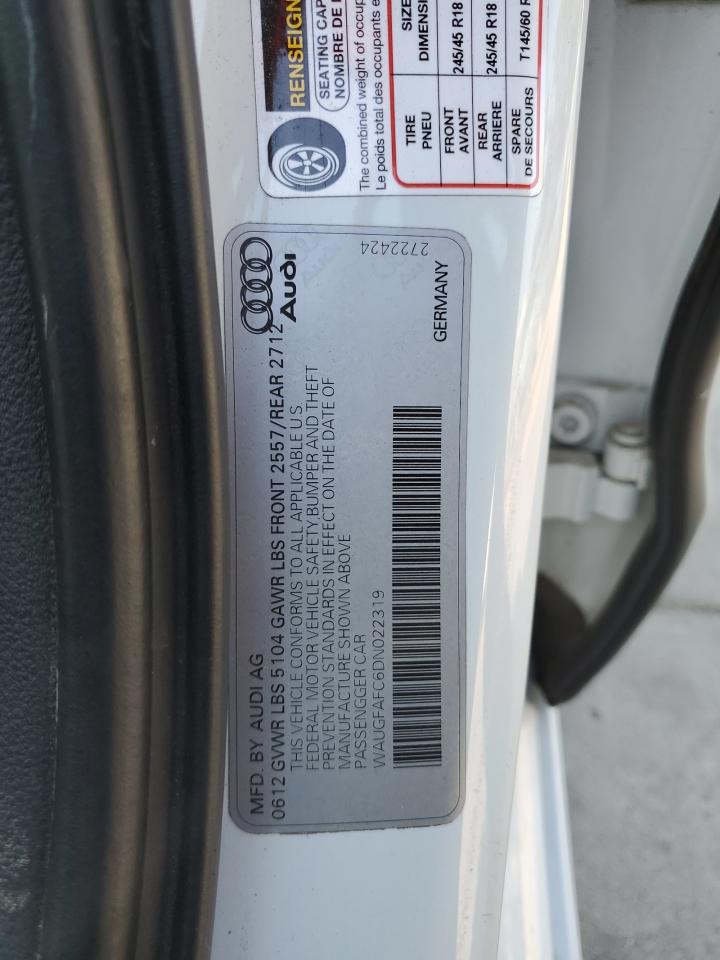 RENSEIGN
SEATING CAP
NOMBRE DE
The combined weight of occup
Le poids total des occupants e
TIRE
PNEU
SIZE
DIMENSI
FRONT
AVANT
245/45 R18
REAR
ARRIERE
245/45 R18
SPARE
DE SECOURS
T145/60 R
MFD. BY AUDI AG
0612 GVWR LBS 5104 GAWR LBS FRONT 2557/REAR 2712
THIS VEHICLE CONFORMS TO ALL APPLICABLE U.S.
FEDERAL MOTOR VEHICLE SAFETY BUMPER AND THEFT
PREVENTION STANDARDS IN EFFECT ON THE DATE OF
MANUFACTURE SHOWN ABOVE
PASSENGGER CAR
WAUGFAFC6DN022319
Audi
2722424
GERMANY